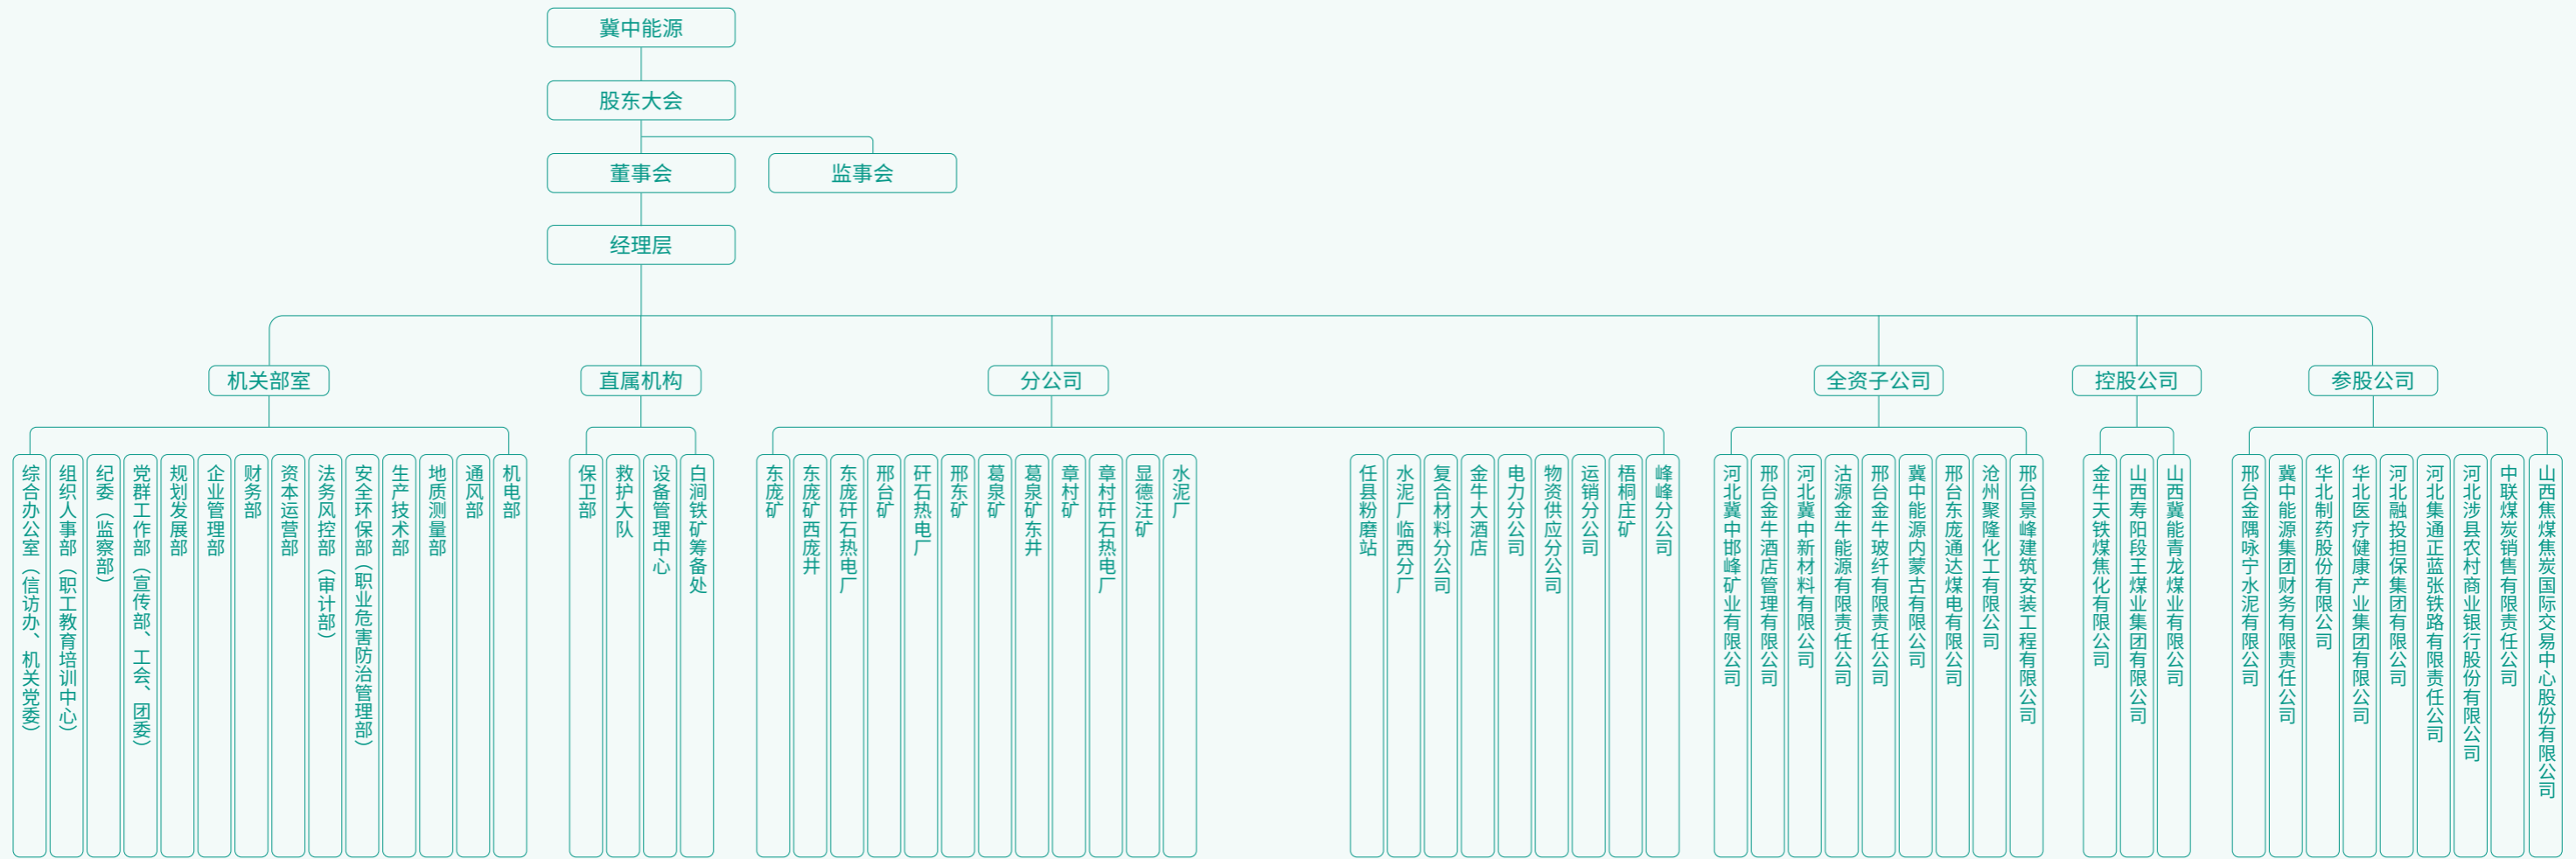 冀中能源
股东大会
董事会
监事会
经理层
机关部室
直属机构
分公司
全资子公司
控股公司
参股公司
综合办公室（信访办、机关党委）
组织人事部（职工教育培训中心）
纪委（监察部）
党群工作部（宣传部、工会、团委）
规划发展部
企业管理部
财务部
资本运营部
法务风控部（审计部）
安全环保部（职业危害防治管理部）
生产技术部
地质测量部
通风部
机电部
保卫部
救护大队
设备管理中心
白涧铁矿筹备处
东庞矿
东庞矿西庞井
东庞矸石热电厂
邢台矿
矸石热电厂
邢东矿
葛泉矿
葛泉矿东井
章村矿
章村矸石热电厂
显德汪矿
水泥厂
任县粉磨站
水泥厂临西分厂
复合材料分公司
金牛大酒店
电力分公司
物资供应分公司
运销分公司
梧桐庄矿
峰峰分公司
河北冀中邯峰矿业有限公司
邢台金牛酒店管理有限公司
河北冀中新材料有限公司
沽源金牛能源有限责任公司
邢台金牛玻纤有限责任公司
冀中能源内蒙古有限公司
邢台东庞通达煤电有限公司
沧州聚隆化工有限公司
邢台景峰建筑安装工程有限公司
金牛天铁煤焦化有限公司
山西寿阳段王煤业集团有限公司
山西冀能青龙煤业有限公司
邢台金隅咏宁水泥有限公司
冀中能源集团财务有限责任公司
华北制药股份有限公司
华北医疗健康产业集团有限公司
河北融投担保集团有限公司
河北集通正蓝张铁路有限责任公司
河北涉县农村商业银行股份有限公司
中联煤炭销售有限责任公司
山西焦煤焦炭国际交易中心股份有限公司